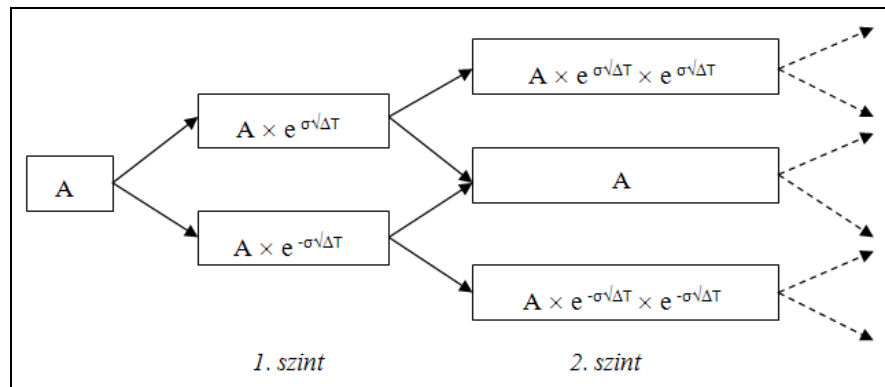 A × e σ√ΔT × e σ√ΔT
A × e σ√ΔT
A
A
A × e -σ√ΔT
A × e -σ√ΔT × e -σ√ΔT
1. szint 2. szint